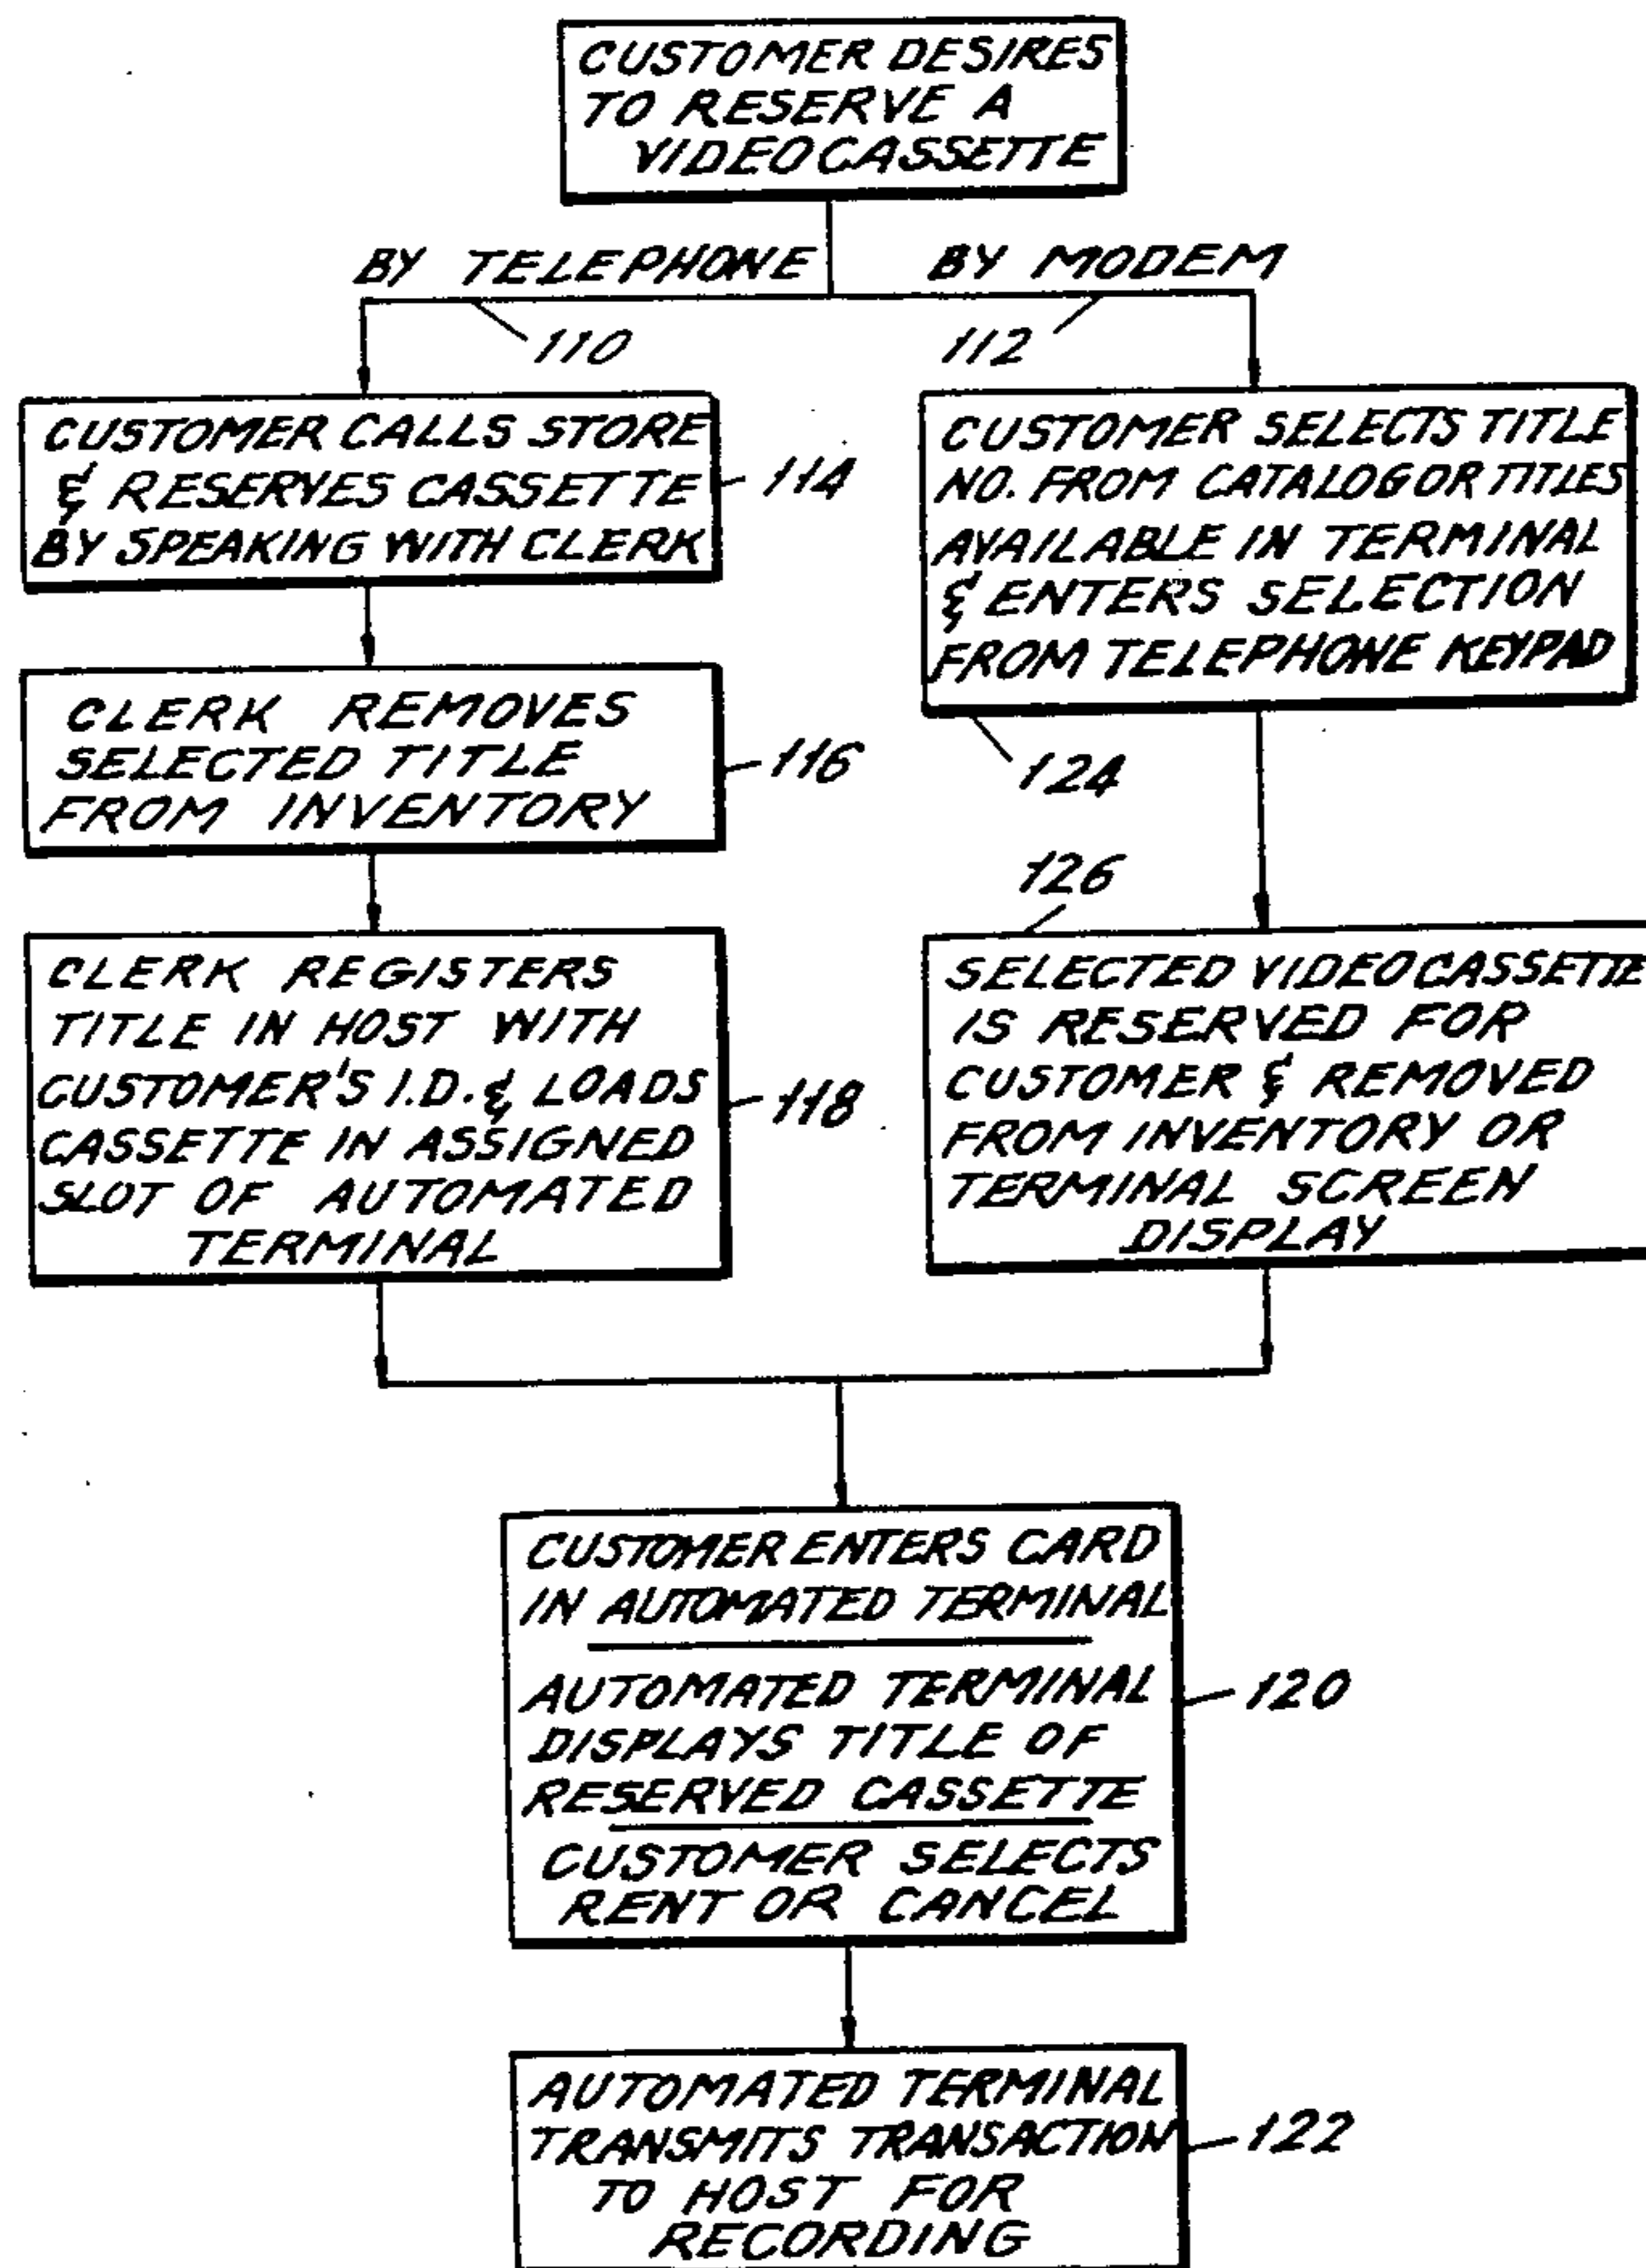 CUSTOMER DESIRES
TO RESERVE A
VIDEOCASSETTE
BY TELEPHONE
BY MODEM
110
112
CUSTOMER CALLS STORE
& RESERVES CASSETTE
BY SPEAKING WITH CLERK
114
CLERK REMOVES
SELECTED TITLE
FROM INVENTORY
116
CLERK REGISTERS
TITLE IN HOST WITH
CUSTOMER'S I.D. & LOADS
CASSETTE IN ASSIGNED
SLOT OF AUTOMATED
TERMINAL
118
CUSTOMER SELECTS TITLE
NO. FROM CATALOG OR TITLES
AVAILABLE IN TERMINAL
& ENTERS SELECTION
FROM TELEPHONE KEYPAD
124
126
SELECTED VIDEOCASSETTE
IS RESERVED FOR
CUSTOMER & REMOVED
FROM INVENTORY OR
TERMINAL SCREEN
DISPLAY
CUSTOMER ENTERS CARD
IN AUTOMATED TERMINAL
AUTOMATED TERMINAL
DISPLAYS TITLE OF
RESERVED CASSETTE
CUSTOMER SELECTS
RENT OR CANCEL
120
AUTOMATED TERMINAL
TRANSMITS TRANSACTION
TO HOST FOR
RECORDING
122